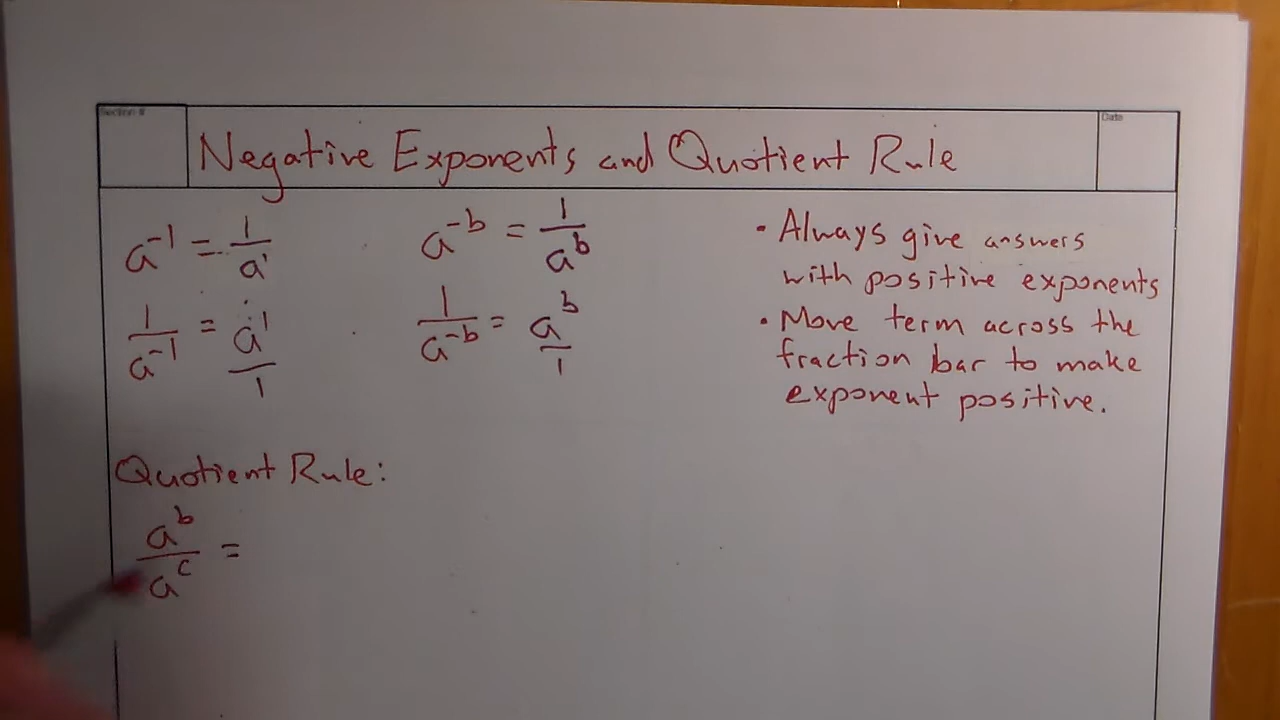 Section #
Negative Exponents and Quotient Rule
Date
a⁻¹ = 1/a¹
a⁻ᵇ = 1/aᵇ
1/a⁻¹ = a¹/1
1/a⁻ᵇ = aᵇ/1
• Always give answers
with positive exponents
• Move term across the
fraction bar to make
exponent positive.
Quotient Rule:
aᵇ/aᶜ =